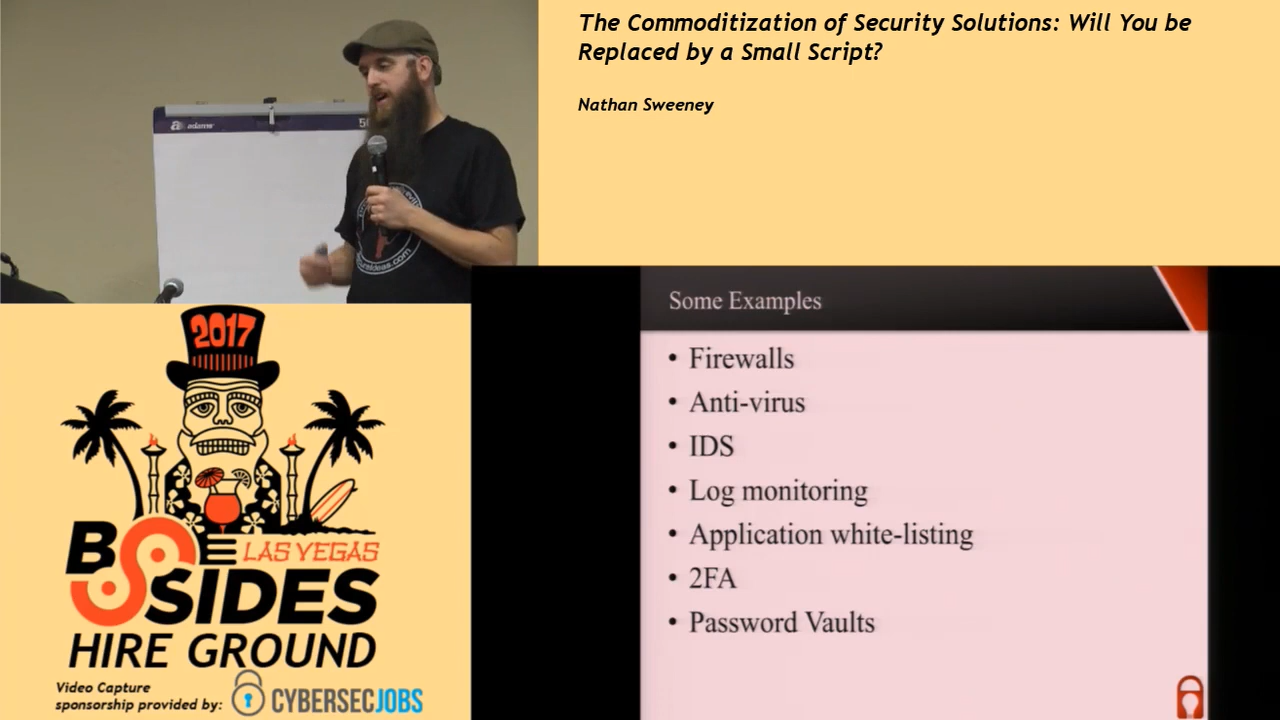 The Commoditization of Security Solutions: Will You be
Replaced by a Small Script?
Nathan Sweeney
adams
Some Examples
• Firewalls
• Anti-virus
• IDS
• Log monitoring
• Application white-listing
• 2FA
• Password Vaults
2017
BSIDES
LAS VEGAS
HIRE GROUND
Video Capture
sponsorship provided by:
CYBERSECJOBS